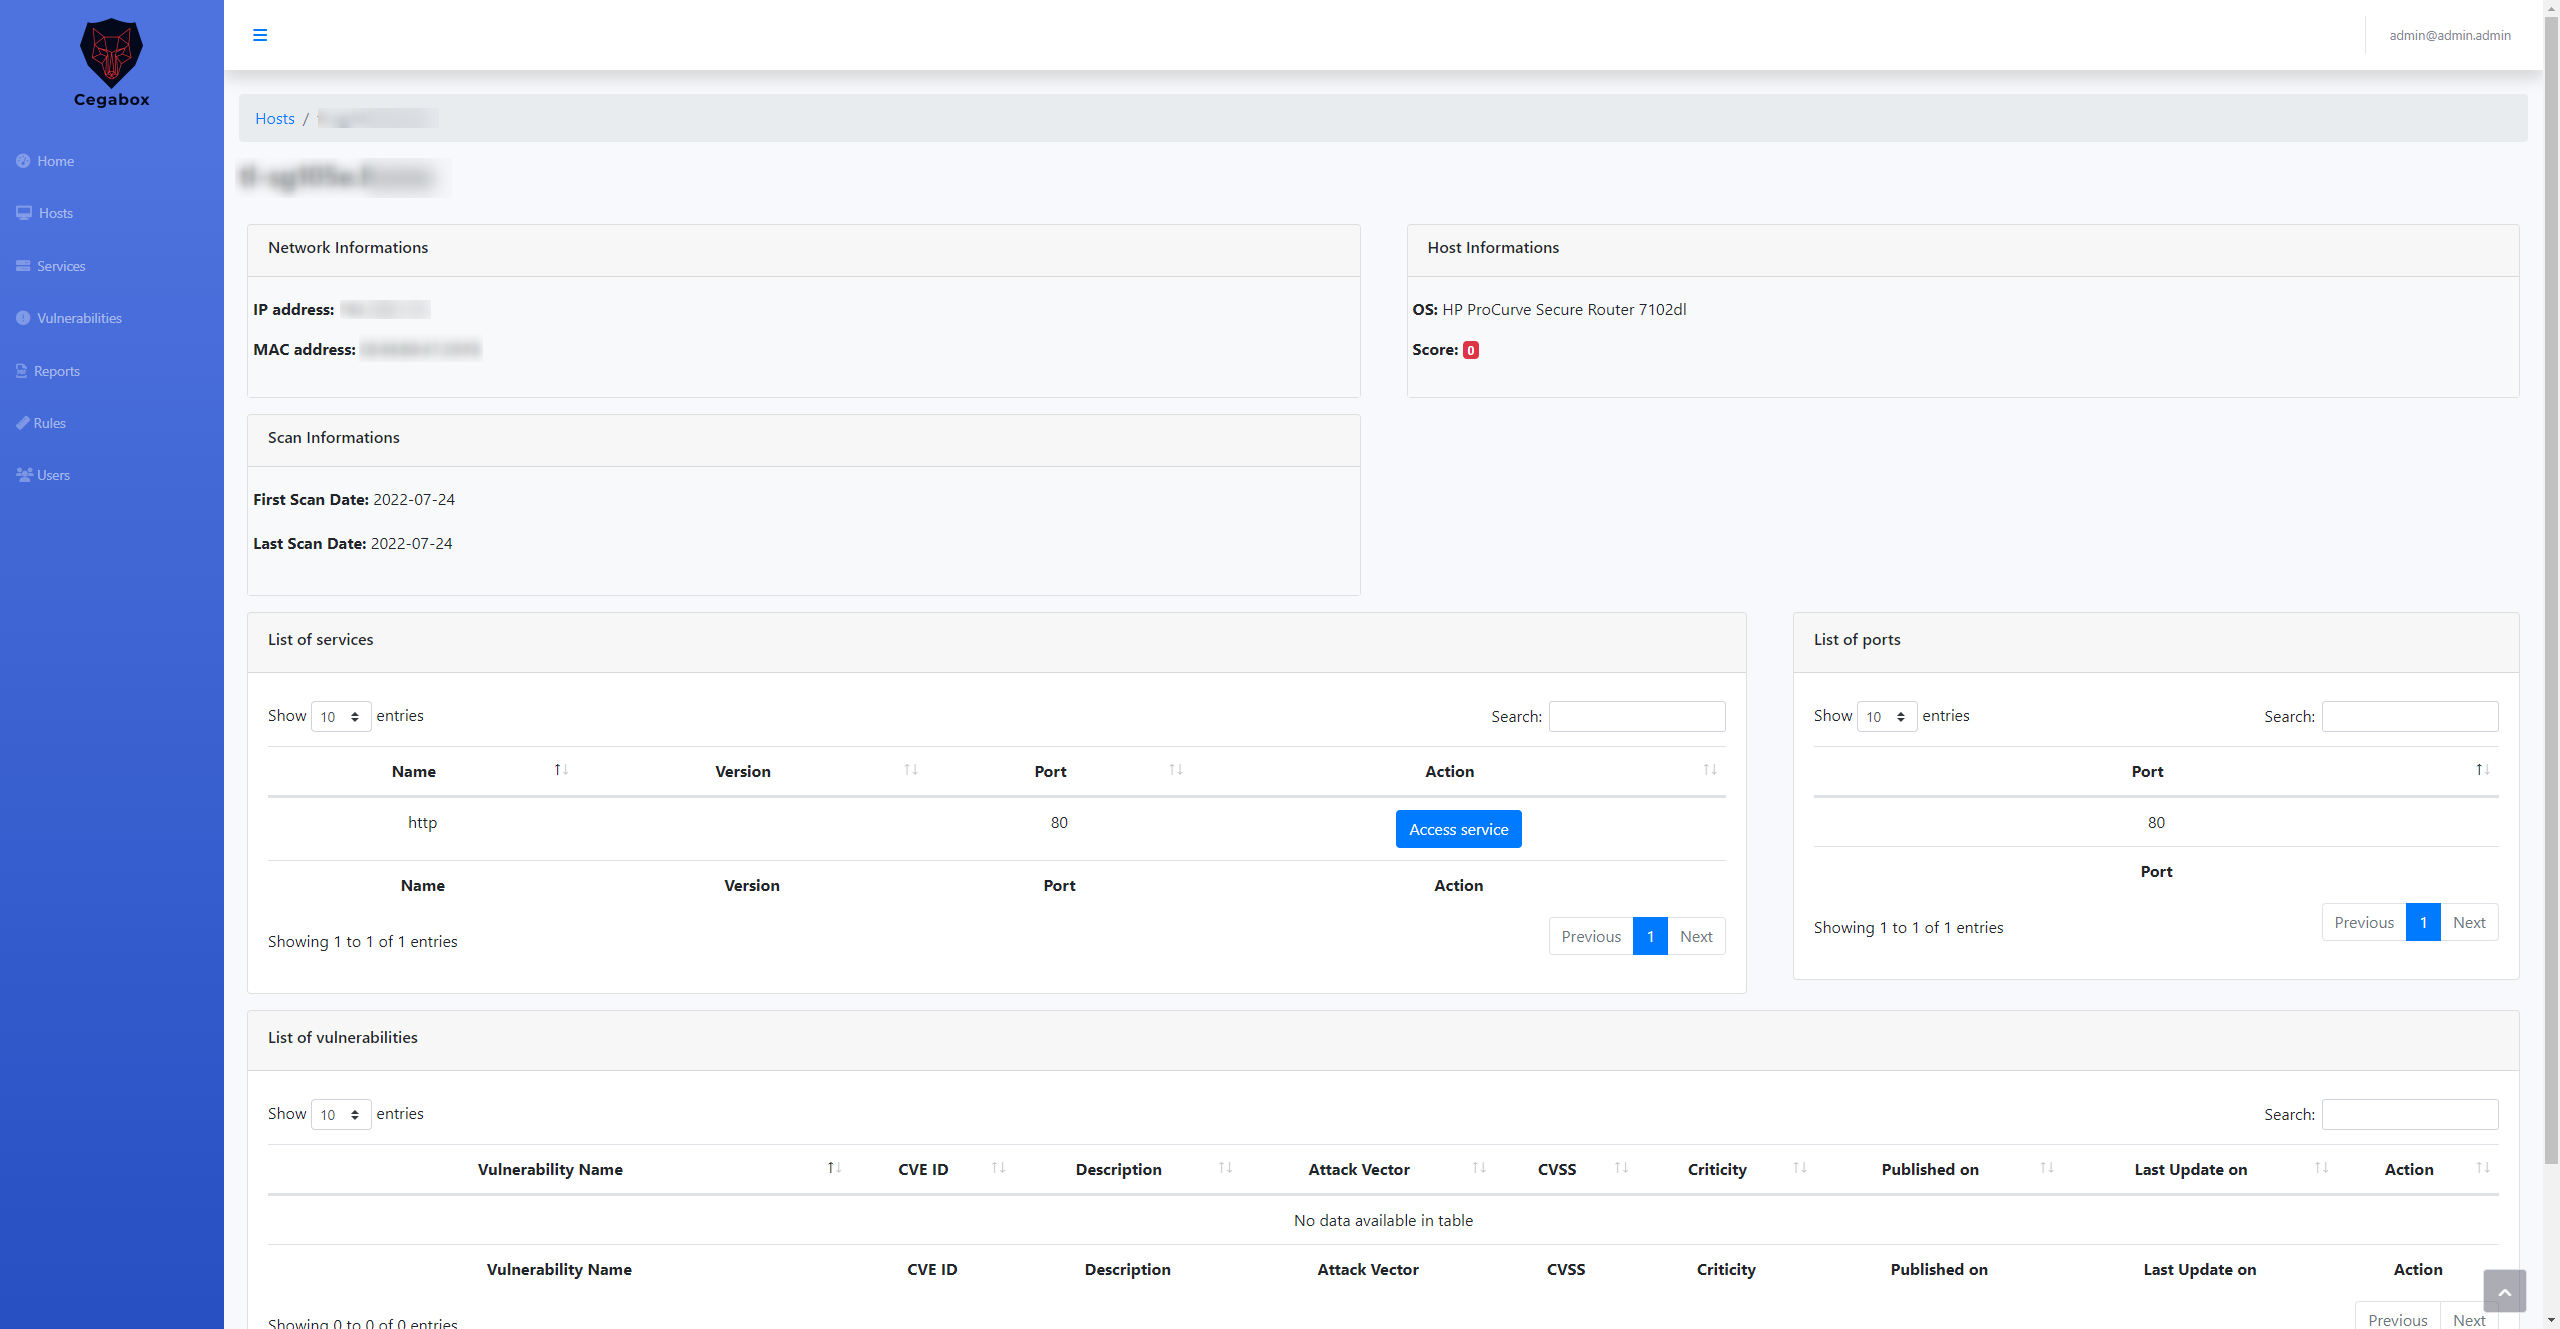 Cegabox
Home
Hosts
Services
Vulnerabilities
Reports
Rules
Users
admin@admin.admin
Hosts /
Network Informations
IP address:
MAC address:
Host Informations
OS: HP ProCurve Secure Router 7102dl
Score: 0
Scan Informations
First Scan Date: 2022-07-24
Last Scan Date: 2022-07-24
List of services
Show 10 entries Search:
Name Version Port Action
http 80 Access service
Name Version Port Action
Showing 1 to 1 of 1 entries Previous 1 Next
List of ports
Show 10 entries Search:
Port
80
Port
Showing 1 to 1 of 1 entries Previous 1 Next
List of vulnerabilities
Show 10 entries Search:
Vulnerability Name CVE ID Description Attack Vector CVSS Criticity Published on Last Update on Action
No data available in table
Vulnerability Name CVE ID Description Attack Vector CVSS Criticity Published on Last Update on Action
Showing 0 to 0 of 0 entries Previous Next